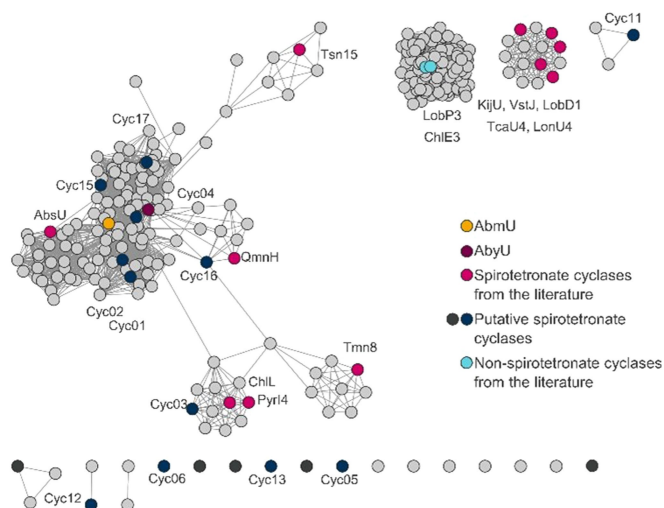 Tsn15
Cyc11
KijU, VstJ, LobD1
LobP3
TcaU4, LonU4
ChlE3
Cyc17
Cyc15
Cyc04
AbsU
QmnH
Cyc16
Cyc02
Cyc01
AbmU
AbyU
Spirotetronate cyclases
from the literature
Putative spirotetronate
cyclases
Non-spirotetronate cyclases
from the literature
Tmn8
ChlL
Cyc03
PyrI4
Cyc06
Cyc13
Cyc05
Cyc12